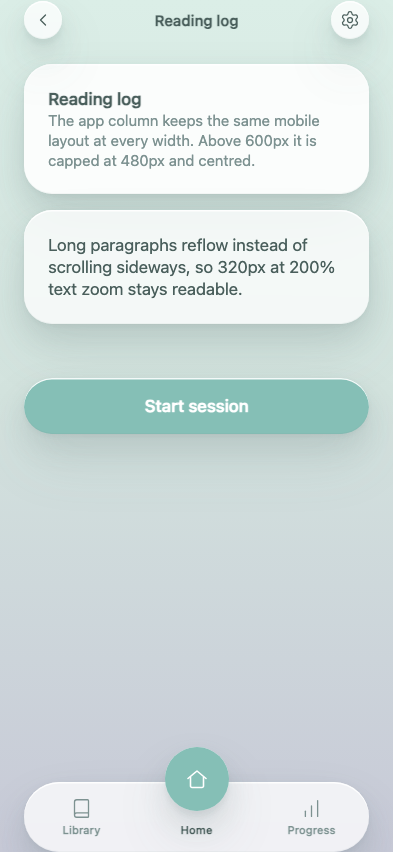 Reading log
Reading log
The app column keeps the same mobile
layout at every width. Above 600px it is
capped at 480px and centred.
Long paragraphs reflow instead of
scrolling sideways, so 320px at 200%
text zoom stays readable.
Start session
Library
Home
Progress